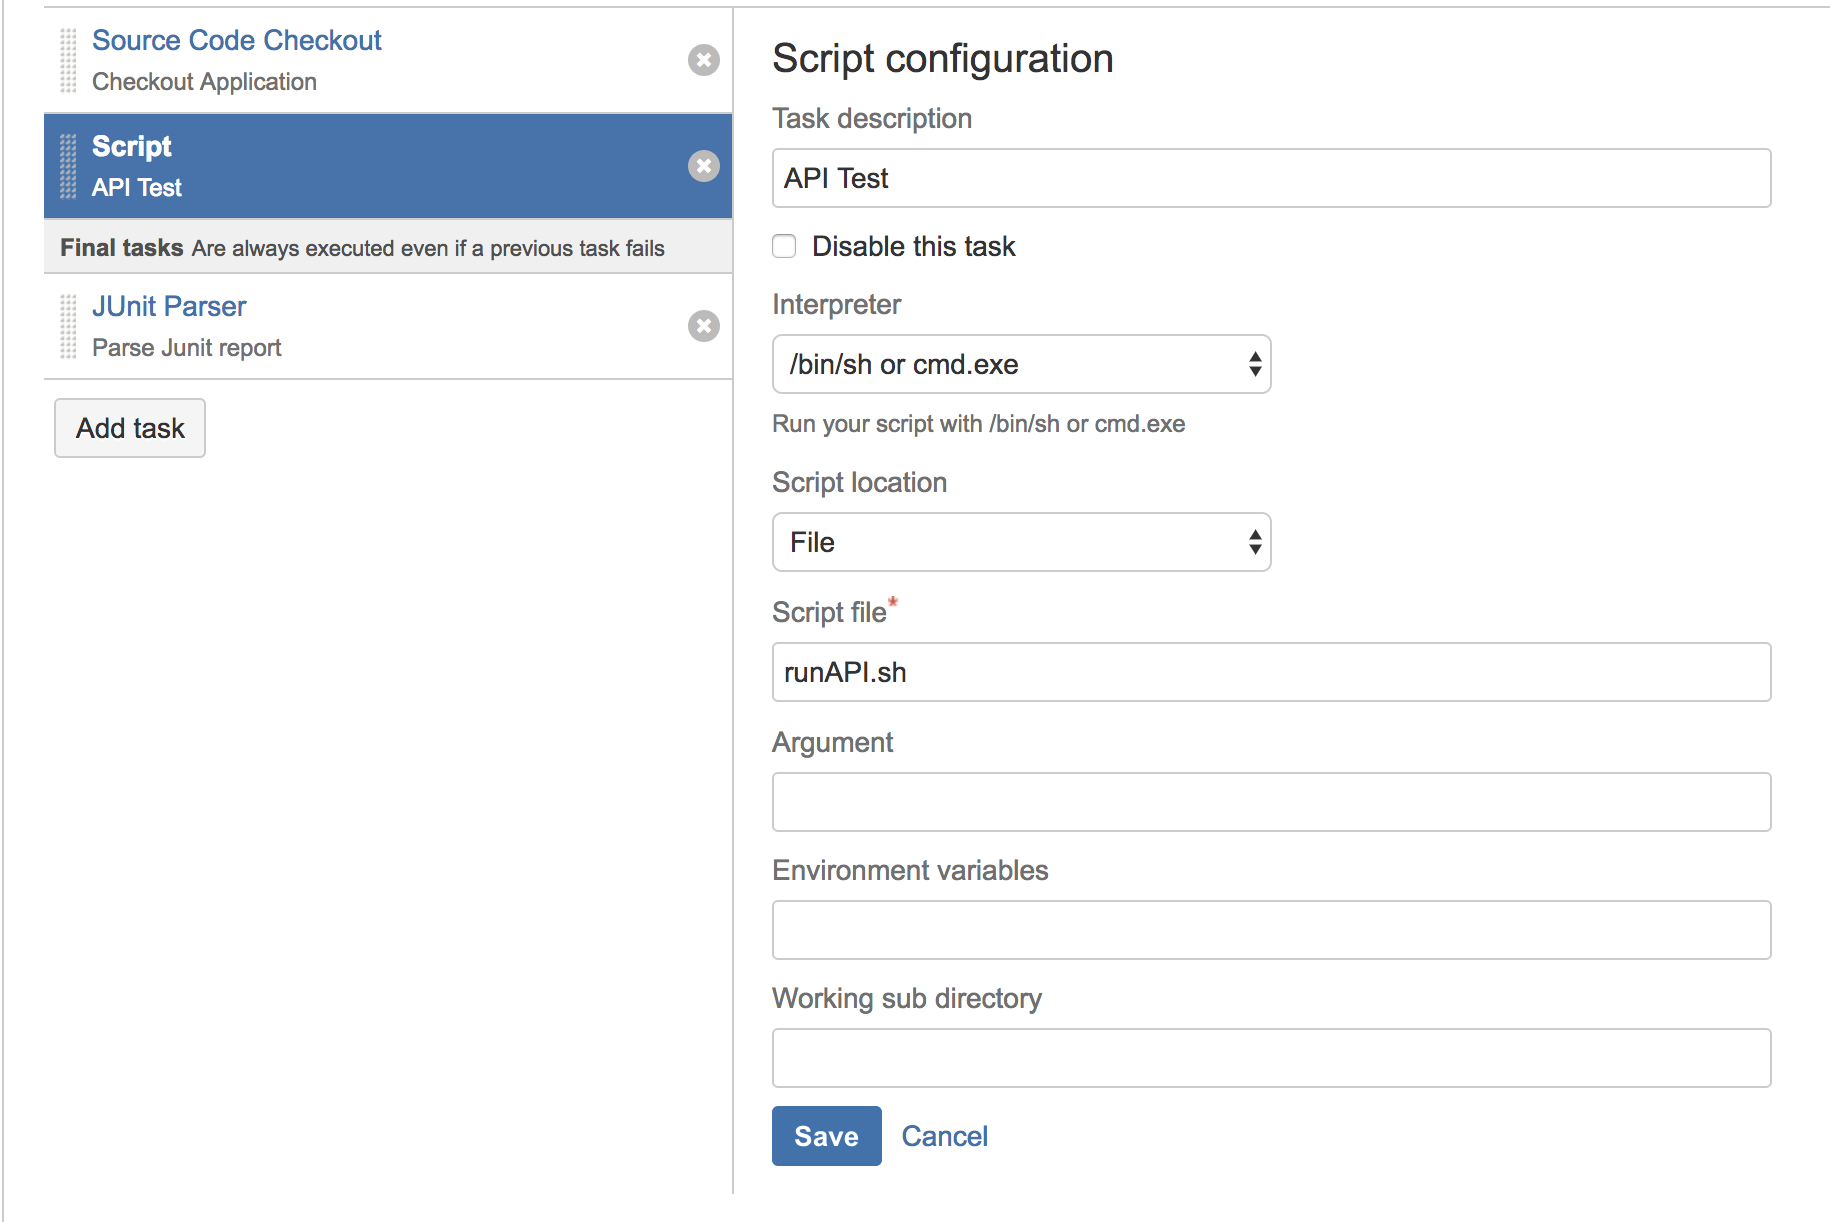 Source Code Checkout
Checkout Application
Script
API Test
Final tasks Are always executed even if a previous task fails
JUnit Parser
Parse Junit report
Add task
Script configuration
Task description
API Test
Disable this task
Interpreter
/bin/sh or cmd.exe
Run your script with /bin/sh or cmd.exe
Script location
File
Script file*
runAPI.sh
Argument
Environment variables
Working sub directory
Save Cancel